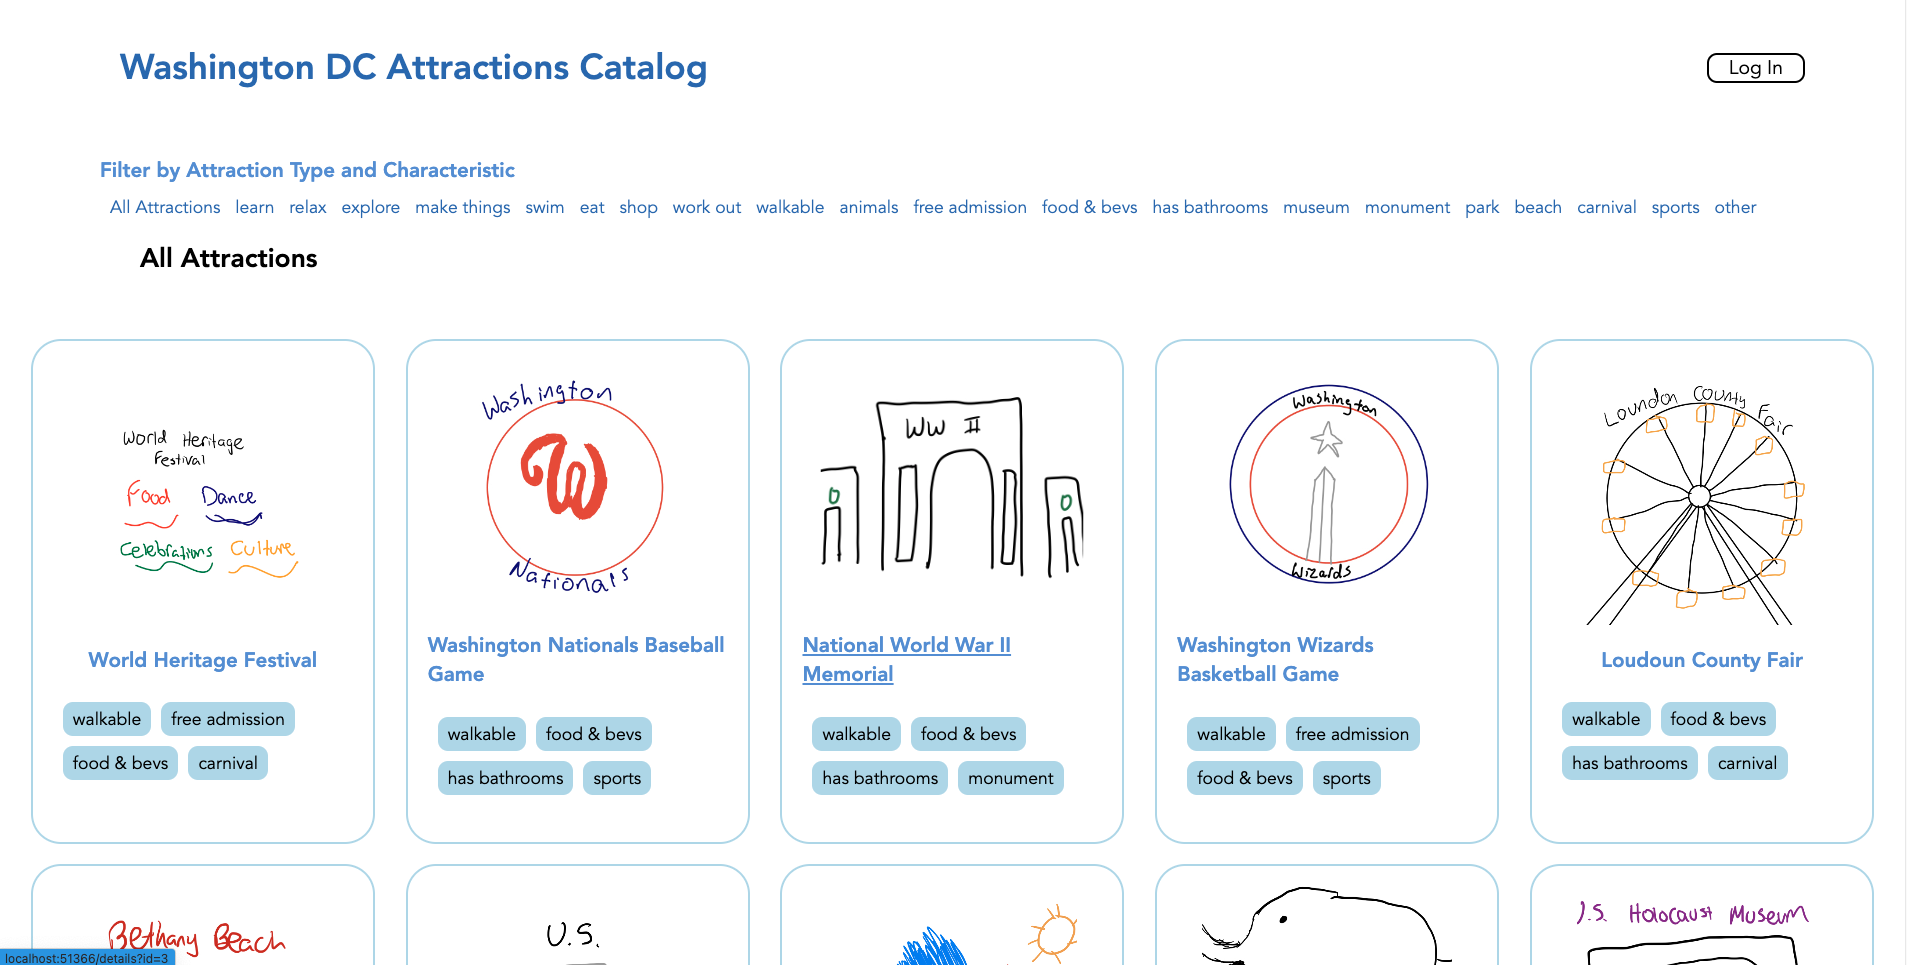 Washington DC Attractions Catalog
Log In
Filter by Attraction Type and Characteristic
All Attractions learn relax explore make things swim eat shop work out walkable animals free admission food & bevs has bathrooms museum monument park beach carnival sports other
All Attractions
World Heritage
Festival
Food Dance
Celebrations Culture
World Heritage Festival
walkable free admission
food & bevs carnival
Washington
W
Nationals
Washington Nationals Baseball
Game
walkable food & bevs
has bathrooms sports
WW II
National World War II
Memorial
walkable food & bevs
has bathrooms monument
Washington
Wizards
Washington Wizards
Basketball Game
walkable free admission
food & bevs sports
Loundon County Fair
Loudoun County Fair
walkable food & bevs
has bathrooms carnival
Bethany Beach
U.S.
U.S. Holocaust Museum
localhost:51366/details?id=3